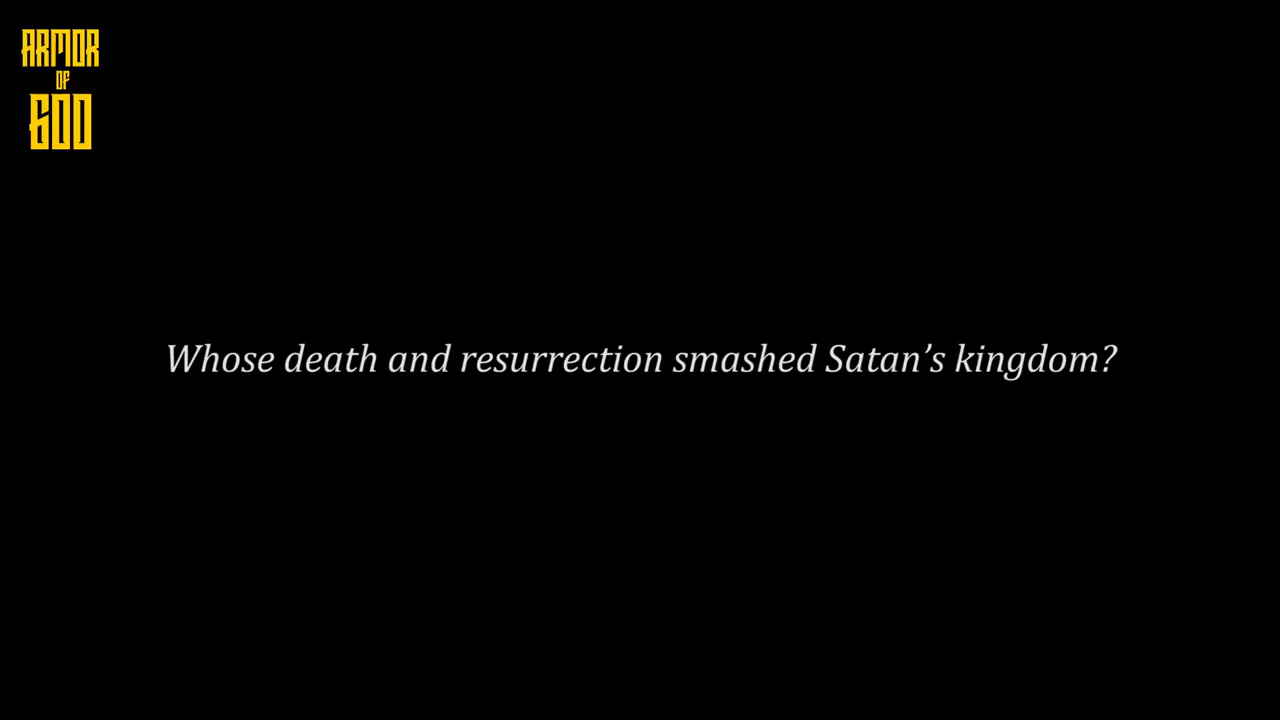 ARMOR
OF
GOD
Whose death and resurrection smashed Satan’s kingdom?